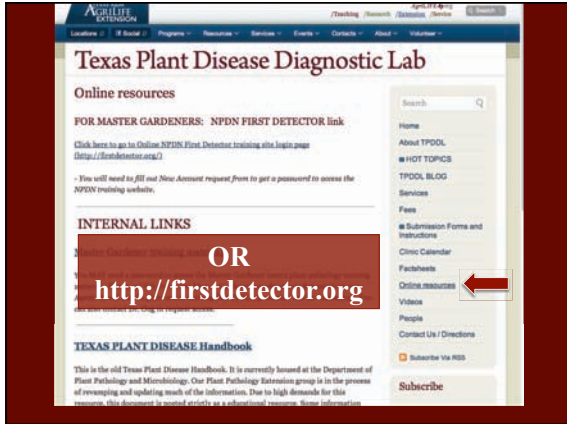 AGRILIFE
EXTENSION
/Teaching /Research /Extension /Service
Search
Locations
Social
Programs
Resources
Services
Events
Contacts
About
Volunteer
Texas Plant Disease Diagnostic Lab
Online resources
FOR MASTER GARDENERS: NPDN FIRST DETECTOR link
Click here to go to Online NPDN First Detector training site login page
(http://firstdetector.org/)
- You will need to fill out New Account request from to get a password to access the
NPDN training website.
INTERNAL LINKS
OR
http://firstdetector.org
TEXAS PLANT DISEASE Handbook
This is the old Texas Plant Disease Handbook. It is currently housed at the Department of
Plant Pathology and Microbiology. Our Plant Pathology Extension group is in the process
of revamping and updating much of the information. Due to high demands for this
resource, this document is posted strictly as a educational resource. Some information
Search
Home
About TPDDL
HOT TOPICS
TPDDL BLOG
Services
Fees
Submission Forms and
Instructions
Clinic Calendar
Factsheets
Online resources
Videos
People
Contact Us / Directions
Subscribe Via RSS
Subscribe